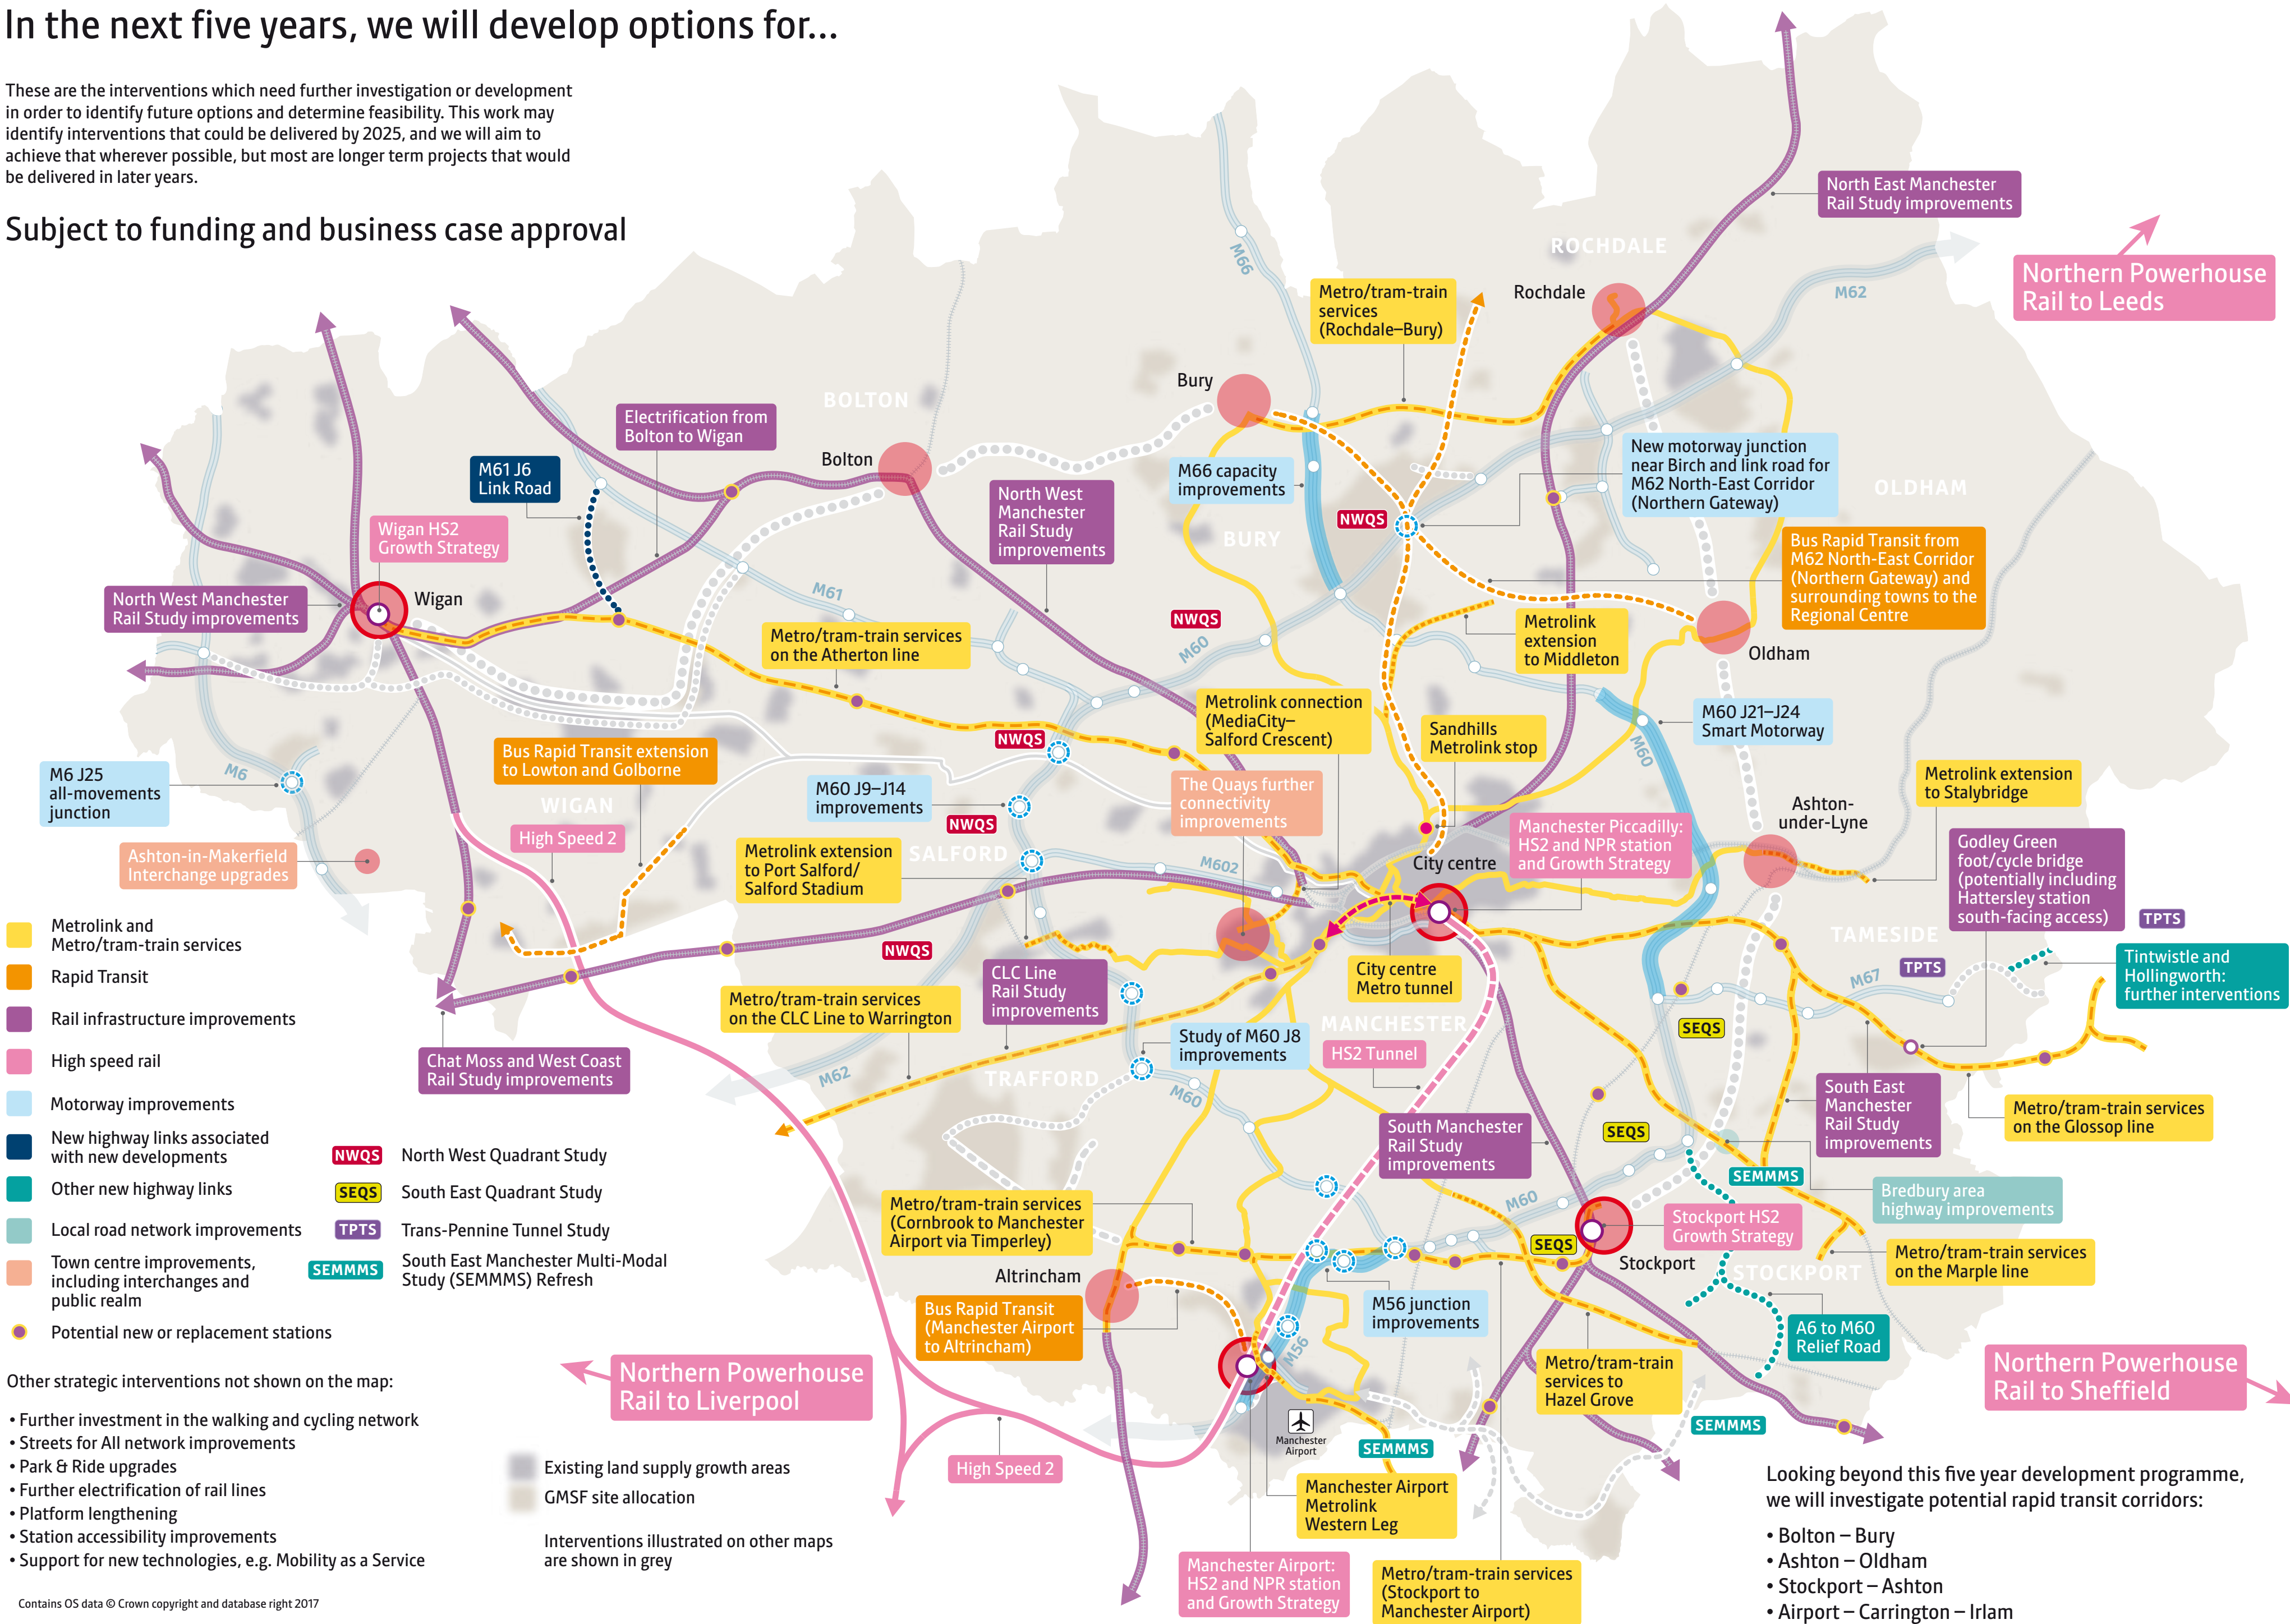 In the next five years, we will develop options for...
These are the interventions which need further investigation or development
in order to identify future options and determine feasibility. This work may
identify interventions that could be delivered by 2025, and we will aim to
achieve that wherever possible, but most are longer term projects that would
be delivered in later years.
Subject to funding and business case approval
North East Manchester
Rail Study improvements
Northern Powerhouse
Rail to Leeds
ROCHDALE
Rochdale
M62
M66
Metro/tram-train
services
(Rochdale–Bury)
Bury
BOLTON
Bolton
Electrification from
Bolton to Wigan
M61 J6
Link Road
Wigan HS2
Growth Strategy
North West Manchester
Rail Study improvements
Wigan
North West
Manchester
Rail Study
improvements
M66 capacity
improvements
NWQS
BURY
New motorway junction
near Birch and link road for
M62 North-East Corridor
(Northern Gateway)
OLDHAM
Bus Rapid Transit from
M62 North-East Corridor
(Northern Gateway) and
surrounding towns to the
Regional Centre
M61
NWQS
M60
Metro/tram-train services
on the Atherton line
Metrolink
extension
to Middleton
Oldham
Metrolink connection
(MediaCity–
Salford Crescent)
Sandhills
Metrolink stop
M60 J21–J24
Smart Motorway
M60
NWQS
Bus Rapid Transit extension
to Lowton and Golborne
M6
M6 J25
all-movements
junction
WIGAN
High Speed 2
M60 J9–J14
improvements
NWQS
The Quays further
connectivity
improvements
Metrolink extension
to Stalybridge
Ashton-
under-Lyne
Manchester Piccadilly:
HS2 and NPR station
and Growth Strategy
Godley Green
foot/cycle bridge
(potentially including
Hattersley station
south-facing access)
Ashton-in-Makerfield
Interchange upgrades
Metrolink extension
to Port Salford/
Salford Stadium
SALFORD
M602
City centre
TPTS
NWQS
TAMESIDE
TPTS
M67
Tintwistle and
Hollingworth:
further interventions
CLC Line
Rail Study
improvements
City centre
Metro tunnel
Metro/tram-train services
on the CLC Line to Warrington
MANCHESTER
SEQS
Study of M60 J8
improvements
HS2 Tunnel
Chat Moss and West Coast
Rail Study improvements
M62
TRAFFORD
M60
South East
Manchester
Rail Study
improvements
Metro/tram-train services
on the Glossop line
South Manchester
Rail Study
improvements
SEQS
SEMMMS
Bredbury area
highway improvements
Metro/tram-train services
(Cornbrook to Manchester
Airport via Timperley)
M60
Stockport HS2
Growth Strategy
SEQS
Stockport
STOCKPORT
Metro/tram-train services
on the Marple line
Altrincham
Bus Rapid Transit
(Manchester Airport
to Altrincham)
M56 junction
improvements
M56
A6 to M60
Relief Road
Metro/tram-train
services to
Hazel Grove
Northern Powerhouse
Rail to Liverpool
Northern Powerhouse
Rail to Sheffield
High Speed 2
Manchester
Airport
SEMMMS
SEMMMS
Manchester Airport
Metrolink
Western Leg
Manchester Airport:
HS2 and NPR station
and Growth Strategy
Metro/tram-train services
(Stockport to
Manchester Airport)
Metrolink and
Metro/tram-train services
Rapid Transit
Rail infrastructure improvements
High speed rail
Motorway improvements
New highway links associated
with new developments
Other new highway links
Local road network improvements
Town centre improvements,
including interchanges and
public realm
Potential new or replacement stations
NWQS North West Quadrant Study
SEQS South East Quadrant Study
TPTS Trans-Pennine Tunnel Study
SEMMMS South East Manchester Multi-Modal
Study (SEMMMS) Refresh
Other strategic interventions not shown on the map:
• Further investment in the walking and cycling network
• Streets for All network improvements
• Park & Ride upgrades
• Further electrification of rail lines
• Platform lengthening
• Station accessibility improvements
• Support for new technologies, e.g. Mobility as a Service
Existing land supply growth areas
GMSF site allocation
Interventions illustrated on other maps
are shown in grey
Contains OS data © Crown copyright and database right 2017
Looking beyond this five year development programme,
we will investigate potential rapid transit corridors:
• Bolton – Bury
• Ashton – Oldham
• Stockport – Ashton
• Airport – Carrington – Irlam